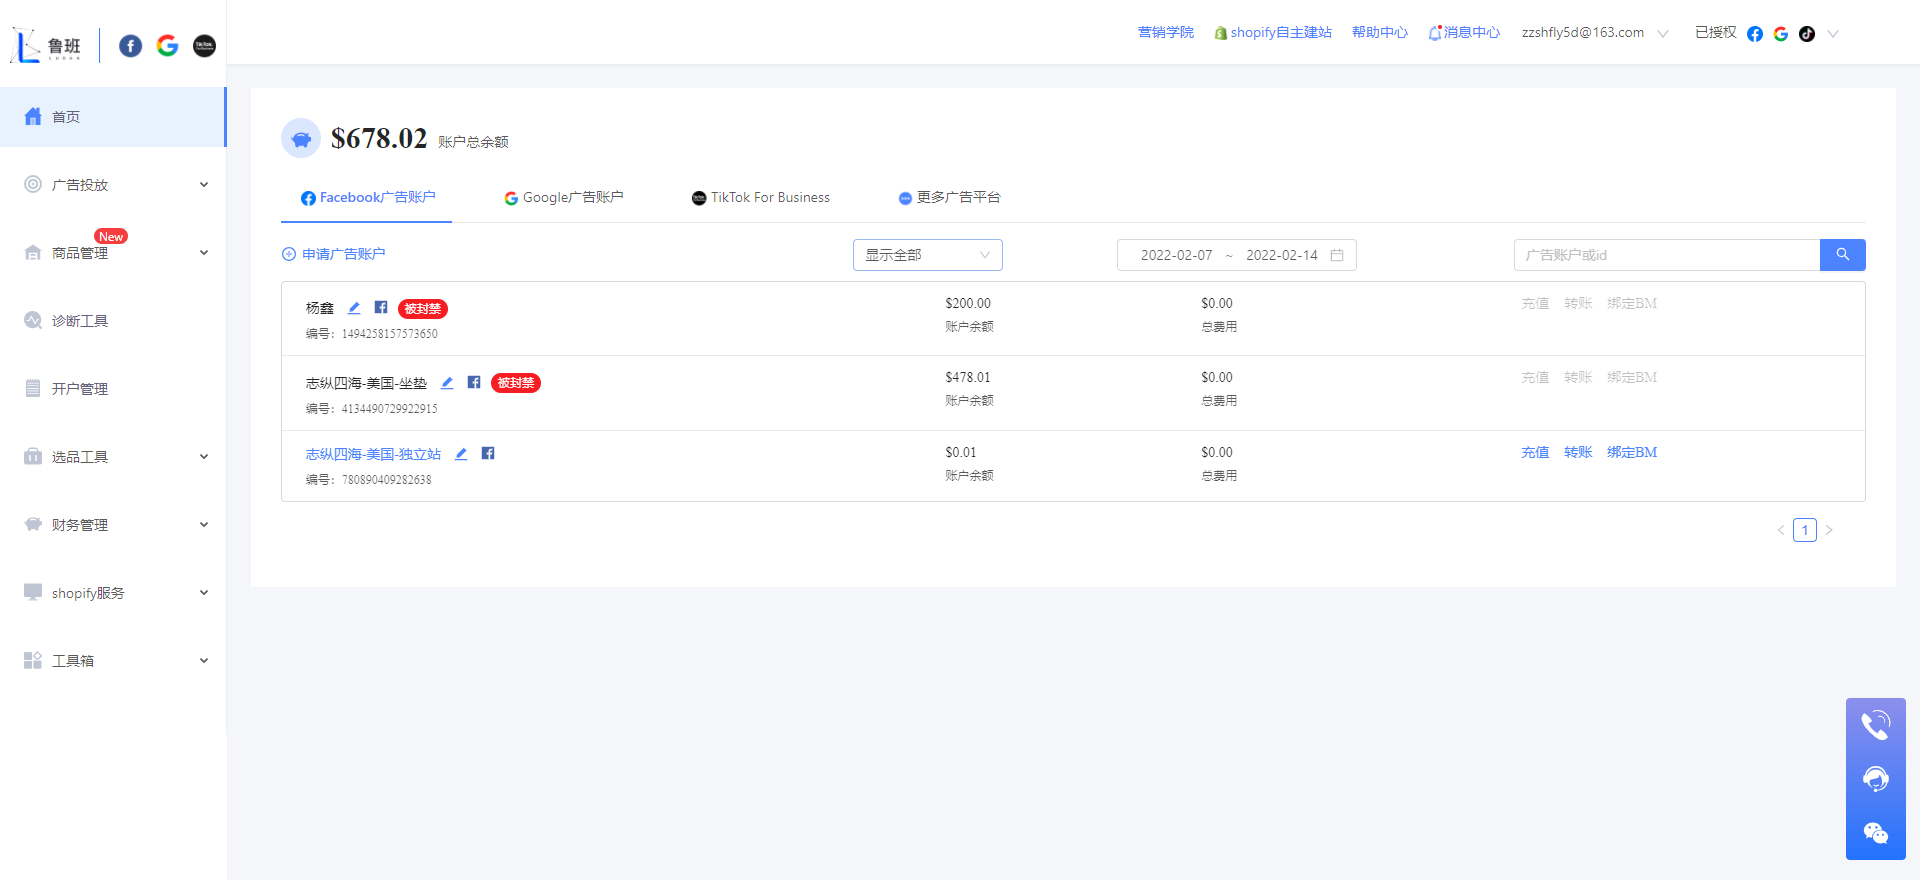 鲁班
LUBAN
营销学院
shopify自主建站
帮助中心
消息中心
zzshfly5d@163.com
已授权
首页
广告投放
New
商品管理
诊断工具
开户管理
选品工具
财务管理
shopify服务
工具箱
$678.02 账户总余额
Facebook广告账户
Google广告账户
TikTok For Business
更多广告平台
申请广告账户
显示全部
2022-02-07 ~ 2022-02-14
广告账户或id
杨鑫 被封禁
编号：1494258157573650
$200.00
账户余额
$0.00
总费用
充值 转账 绑定BM
志纵四海-美国-坐垫 被封禁
编号：4134490729922915
$478.01
账户余额
$0.00
总费用
充值 转账 绑定BM
志纵四海-美国-独立站
编号：780890409282638
$0.01
账户余额
$0.00
总费用
充值 转账 绑定BM
< 1 >